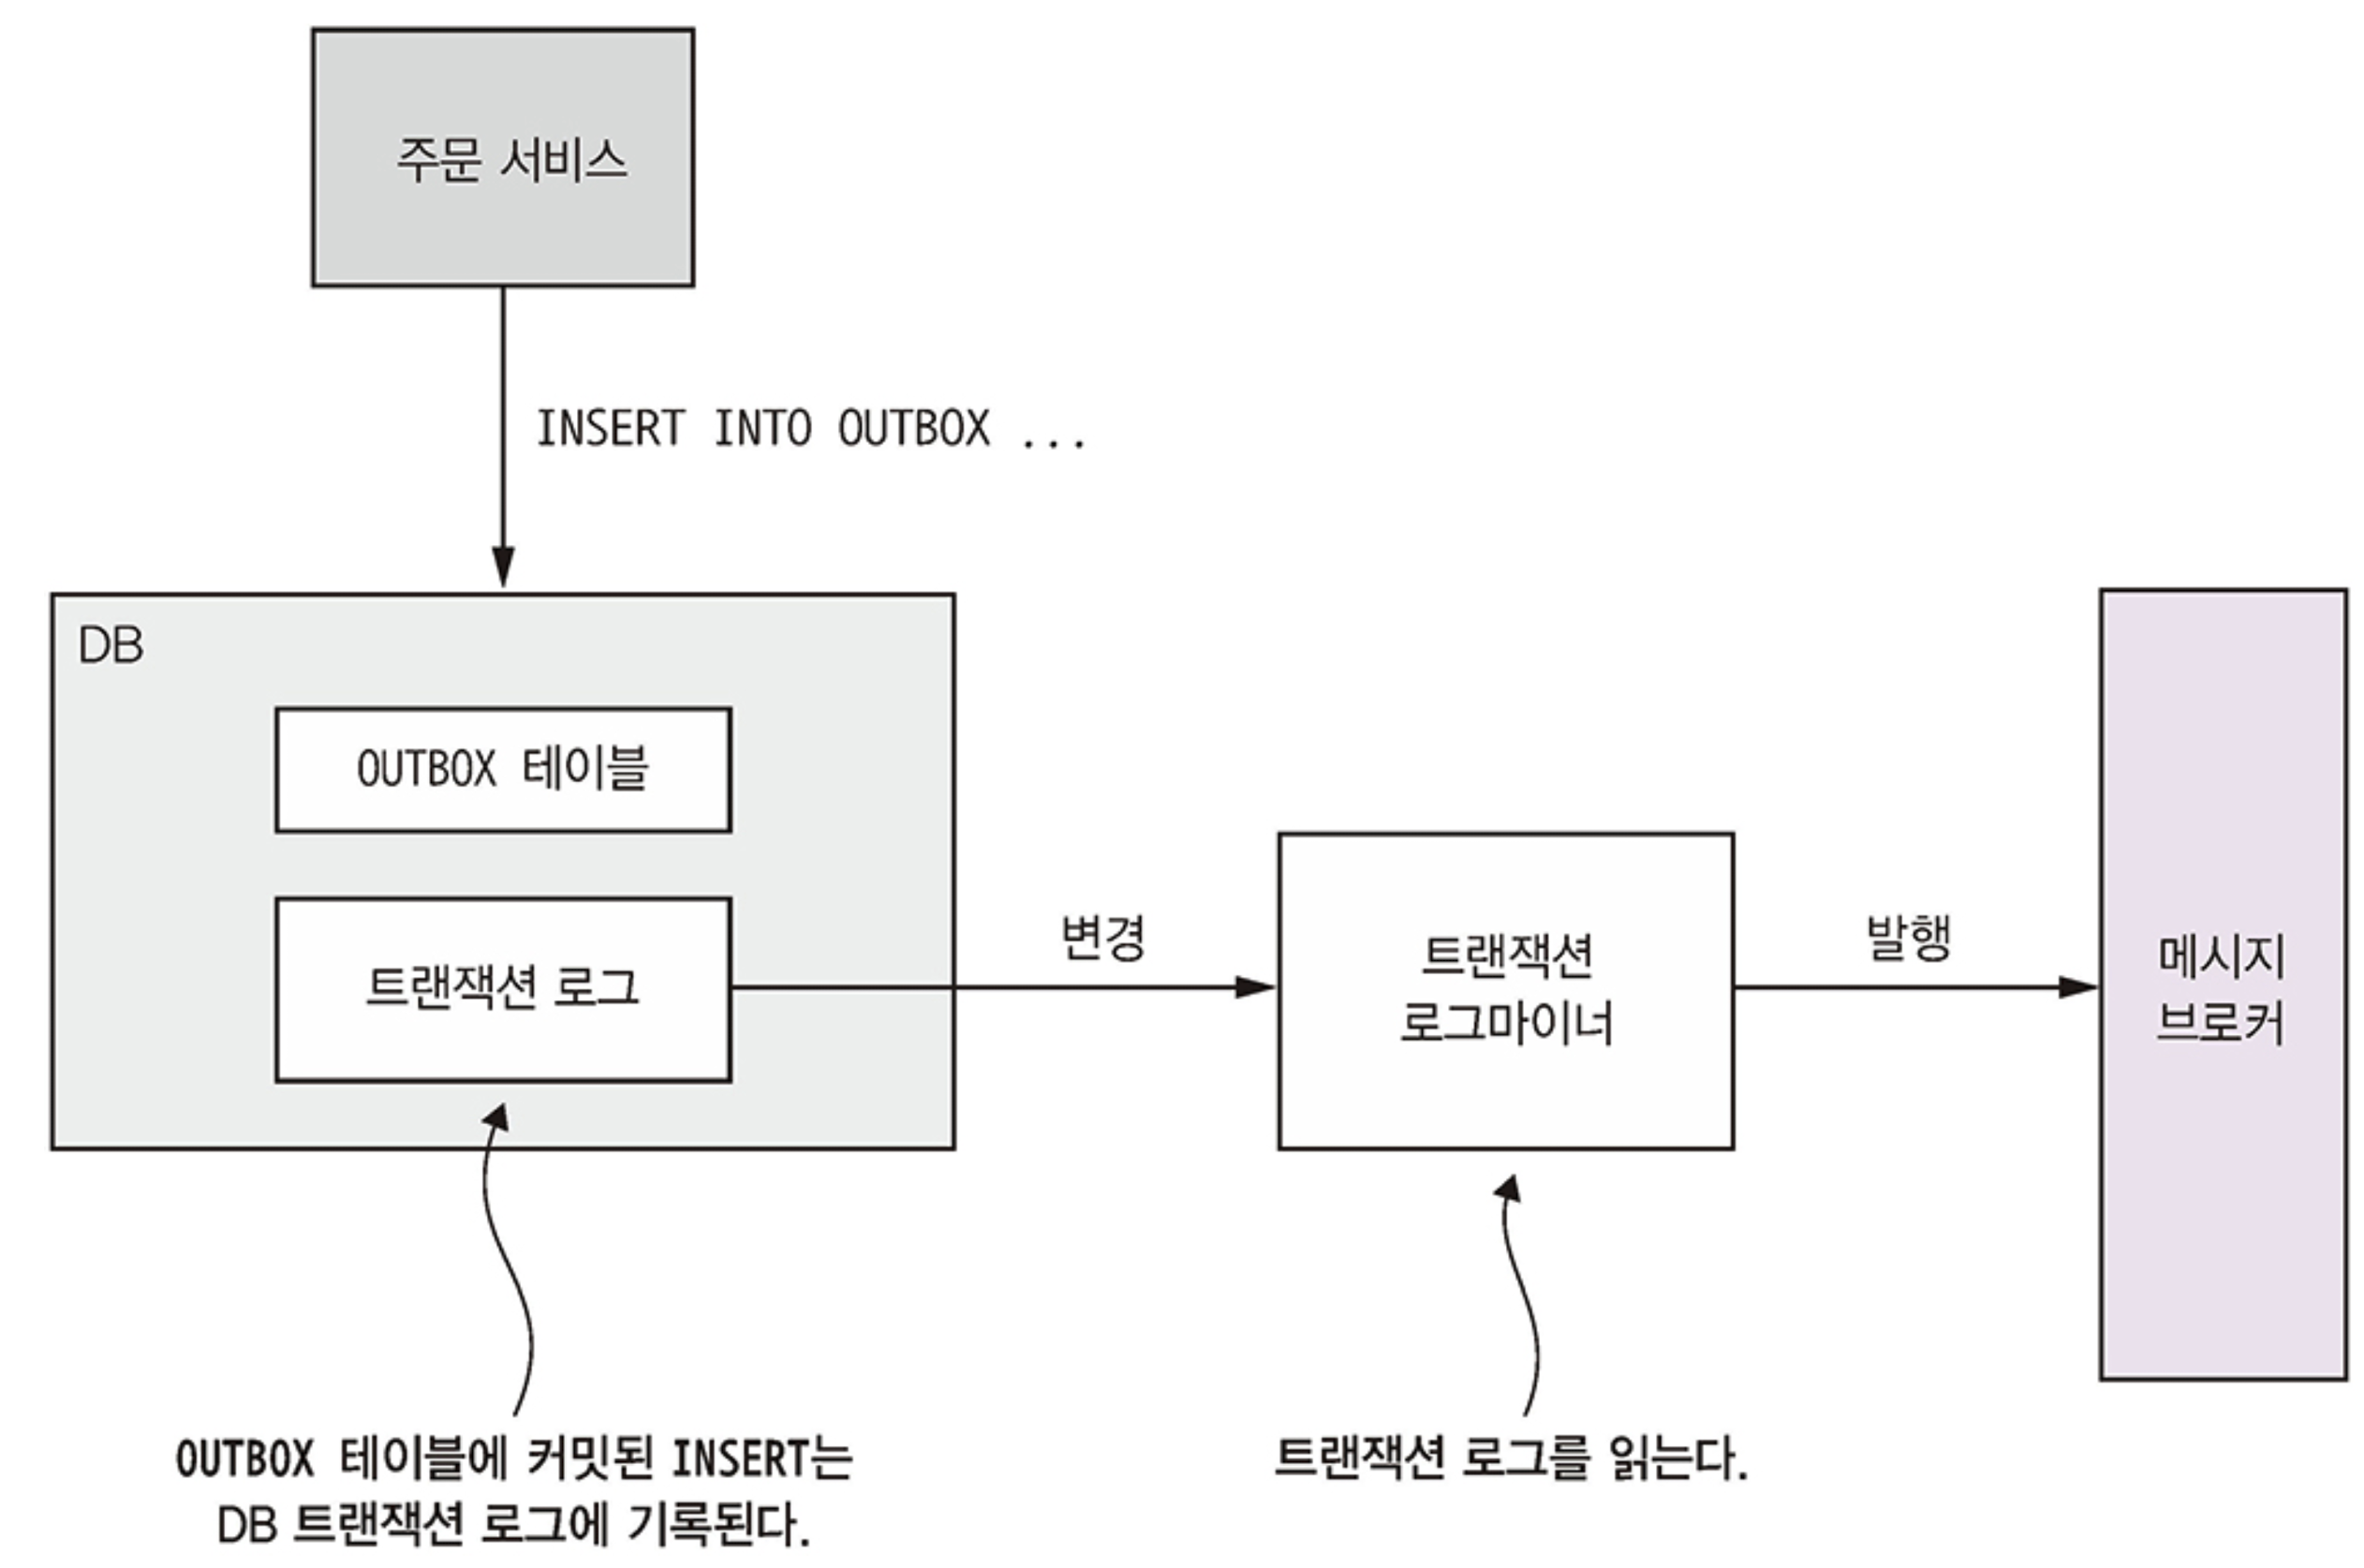 주문 서비스
INSERT INTO OUTBOX ...
DB
OUTBOX 테이블
트랜잭션 로그
변경
트랜잭션
로그마이너
발행
메시지
브로커
OUTBOX 테이블에 커밋된 INSERT는
DB 트랜잭션 로그에 기록된다.
트랜잭션 로그를 읽는다.